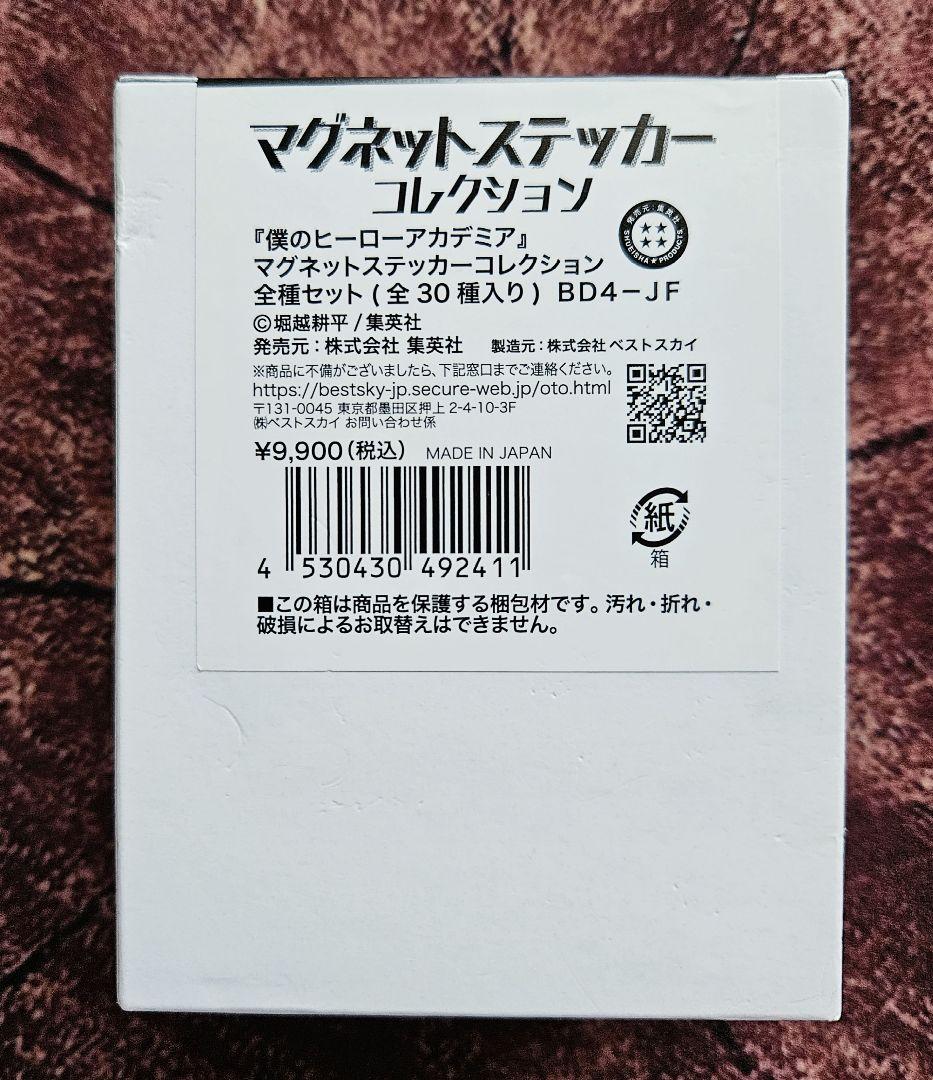 マグネットステッカー
コレクション
『僕のヒーローアカデミア』
マグネットステッカーコレクション
全種セット(全30種入り) BD4-JF
発売元:集英社
SHUEISHA★PRODUCTS
©堀越耕平/集英社
発売元:株式会社 集英社 製造元:株式会社ベストスカイ
※商品に不備がございましたら、下記窓口までご連絡ください。
https://bestsky-jp.secure-web.jp/oto.html
〒131-0045 東京都墨田区押上 2-4-10-3F
㈱ベストスカイ お問い合わせ係
¥9,900(税込) MADE IN JAPAN
4 530430 492411
紙
箱
■この箱は商品を保護する梱包材です。汚れ・折れ・
破損によるお取替えはできません。